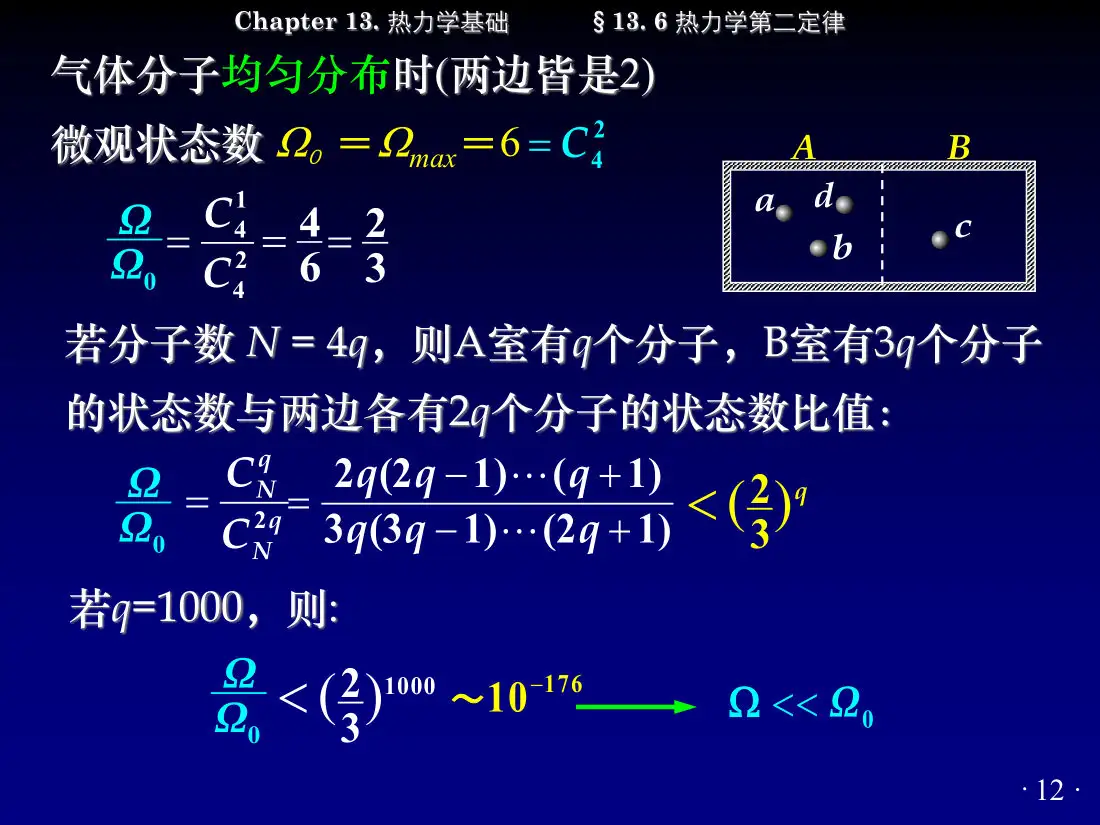 Chapter 13. 热力学基础 §13. 6 热力学第二定律
气体分子均匀分布时(两边皆是2)
微观状态数 Ω₀ = Ω_max = 6 = C₄²
A B
a d b c
Ω/Ω₀ = C₄¹/C₄² = 4/6 = 2/3
若分子数 N = 4q，则A室有q个分子，B室有3q个分子
的状态数与两边各有2q个分子的状态数比值：
Ω/Ω₀ = C_N^q/C_N^{2q} = 2q(2q−1)⋯(q+1)/3q(3q−1)⋯(2q+1) < (2/3)^q
若q=1000，则:
Ω/Ω₀ < (2/3)^1000 ～10^−176 Ω << Ω₀
· 12 ·